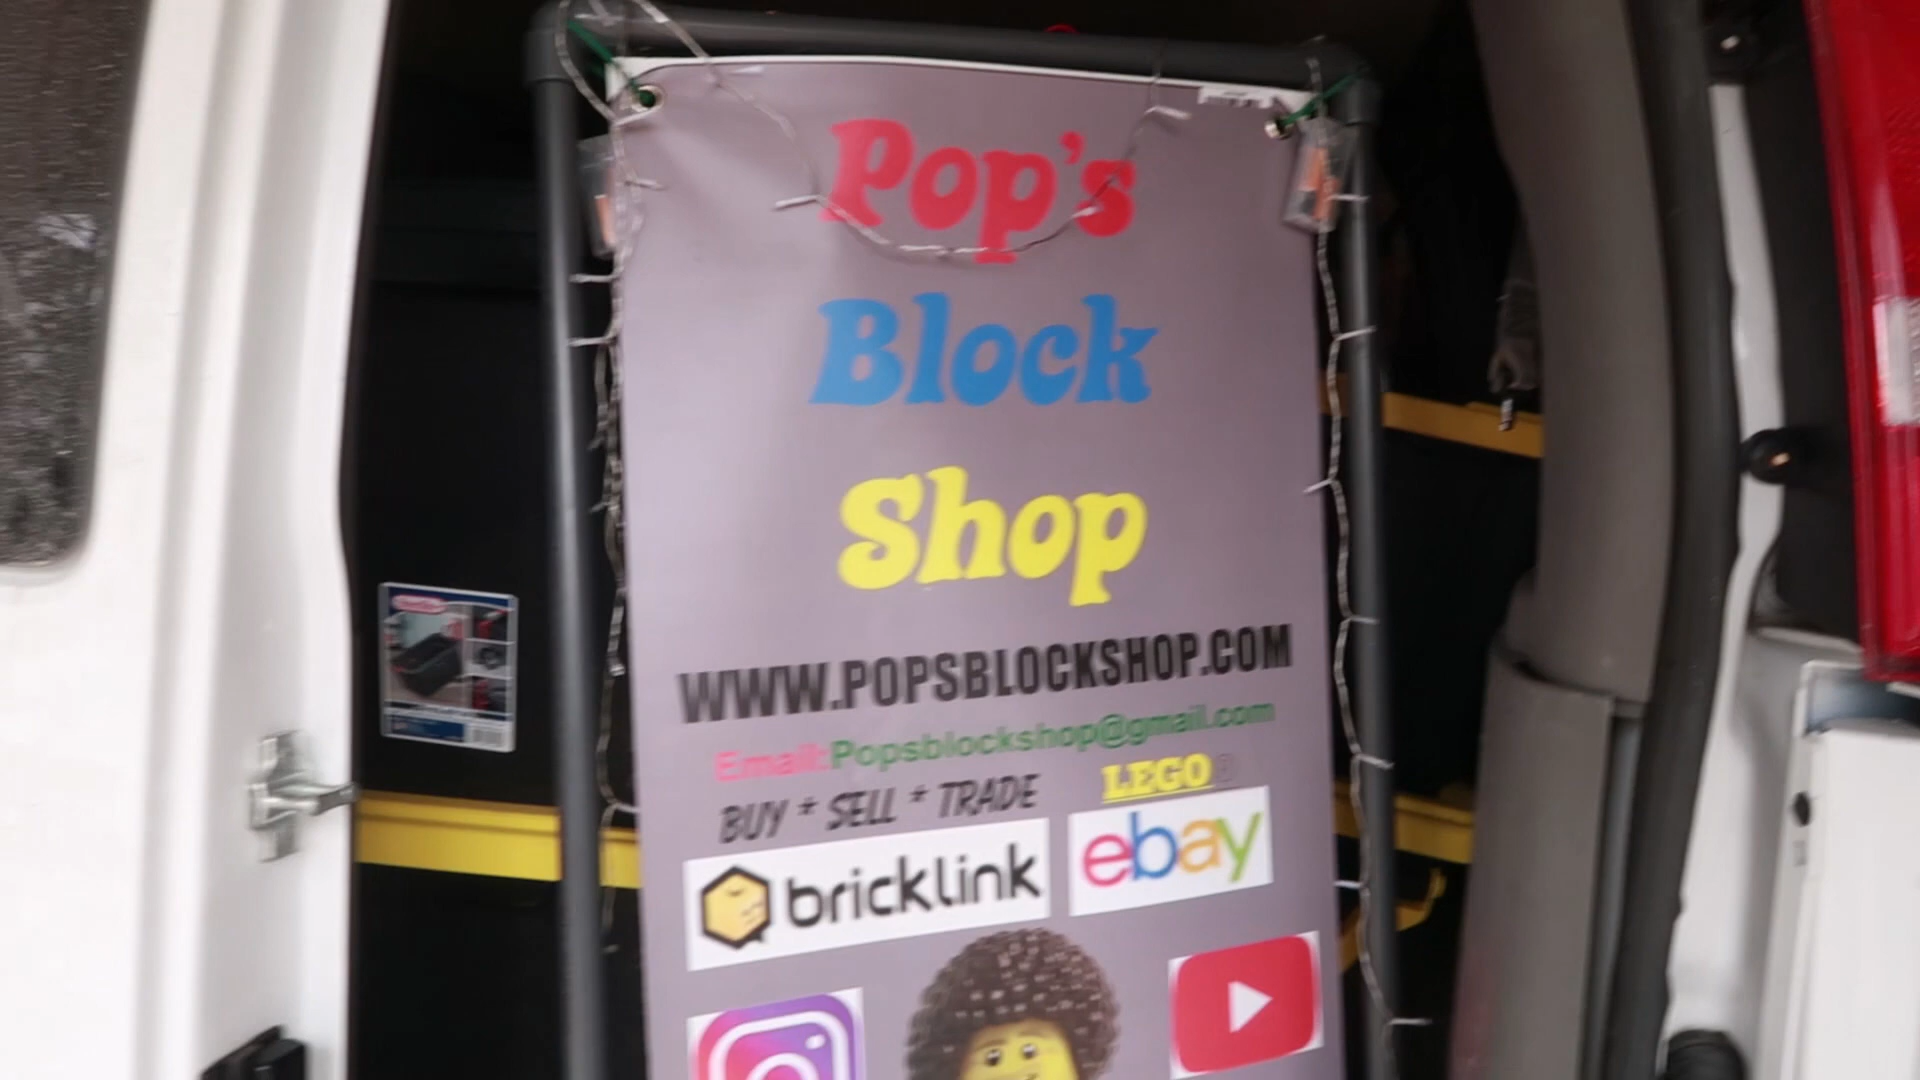 Pop's
Block
Shop
WWW.POPSBLOCKSHOP.COM
Email:Popsblockshop@gmail.com
BUY * SELL * TRADE LEGO®
bricklink ebay